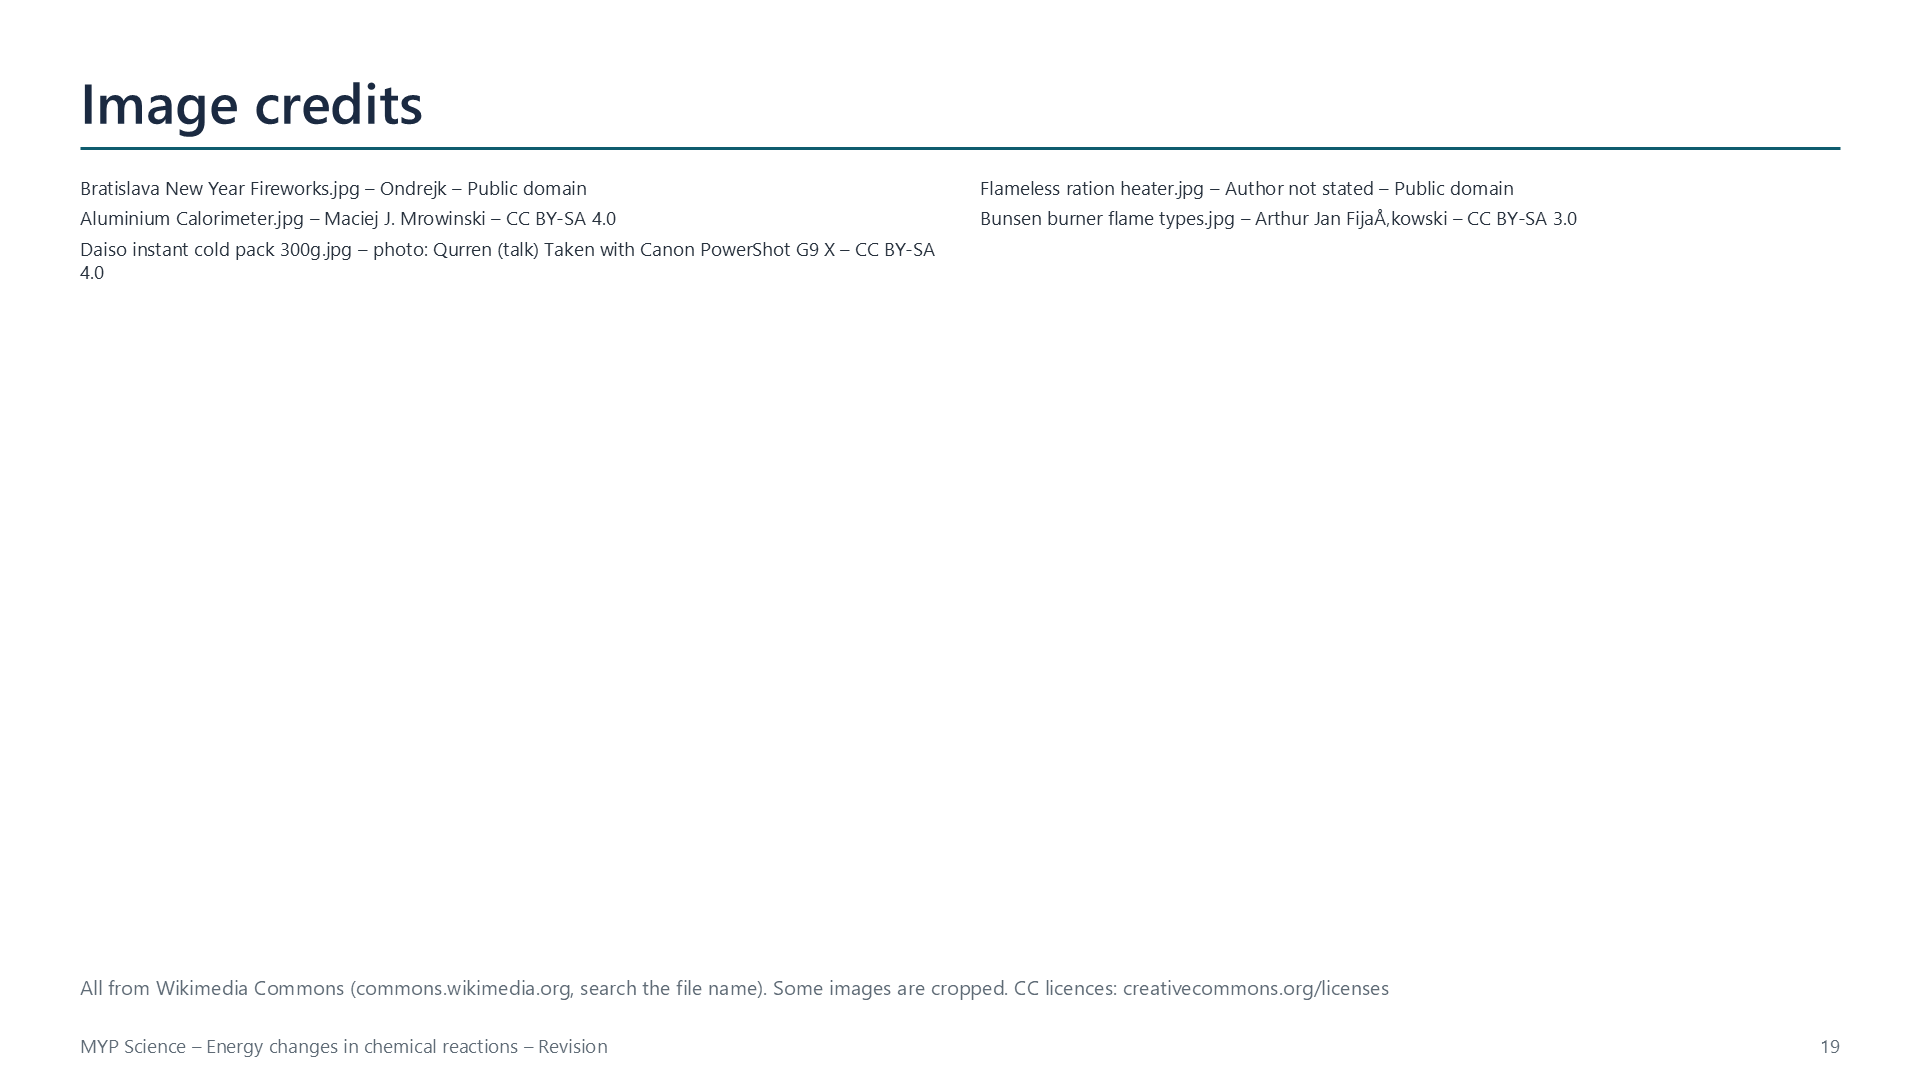 Image credits
Bratislava New Year Fireworks.jpg – Ondrejk – Public domain
Aluminium Calorimeter.jpg – Maciej J. Mrowinski – CC BY-SA 4.0
Daiso instant cold pack 300g.jpg – photo: Qurren (talk) Taken with Canon PowerShot G9 X – CC BY-SA
4.0
Flameless ration heater.jpg – Author not stated – Public domain
Bunsen burner flame types.jpg – Arthur Jan FijaÅ‚kowski – CC BY-SA 3.0
All from Wikimedia Commons (commons.wikimedia.org, search the file name). Some images are cropped. CC licences: creativecommons.org/licenses
MYP Science – Energy changes in chemical reactions – Revision
19